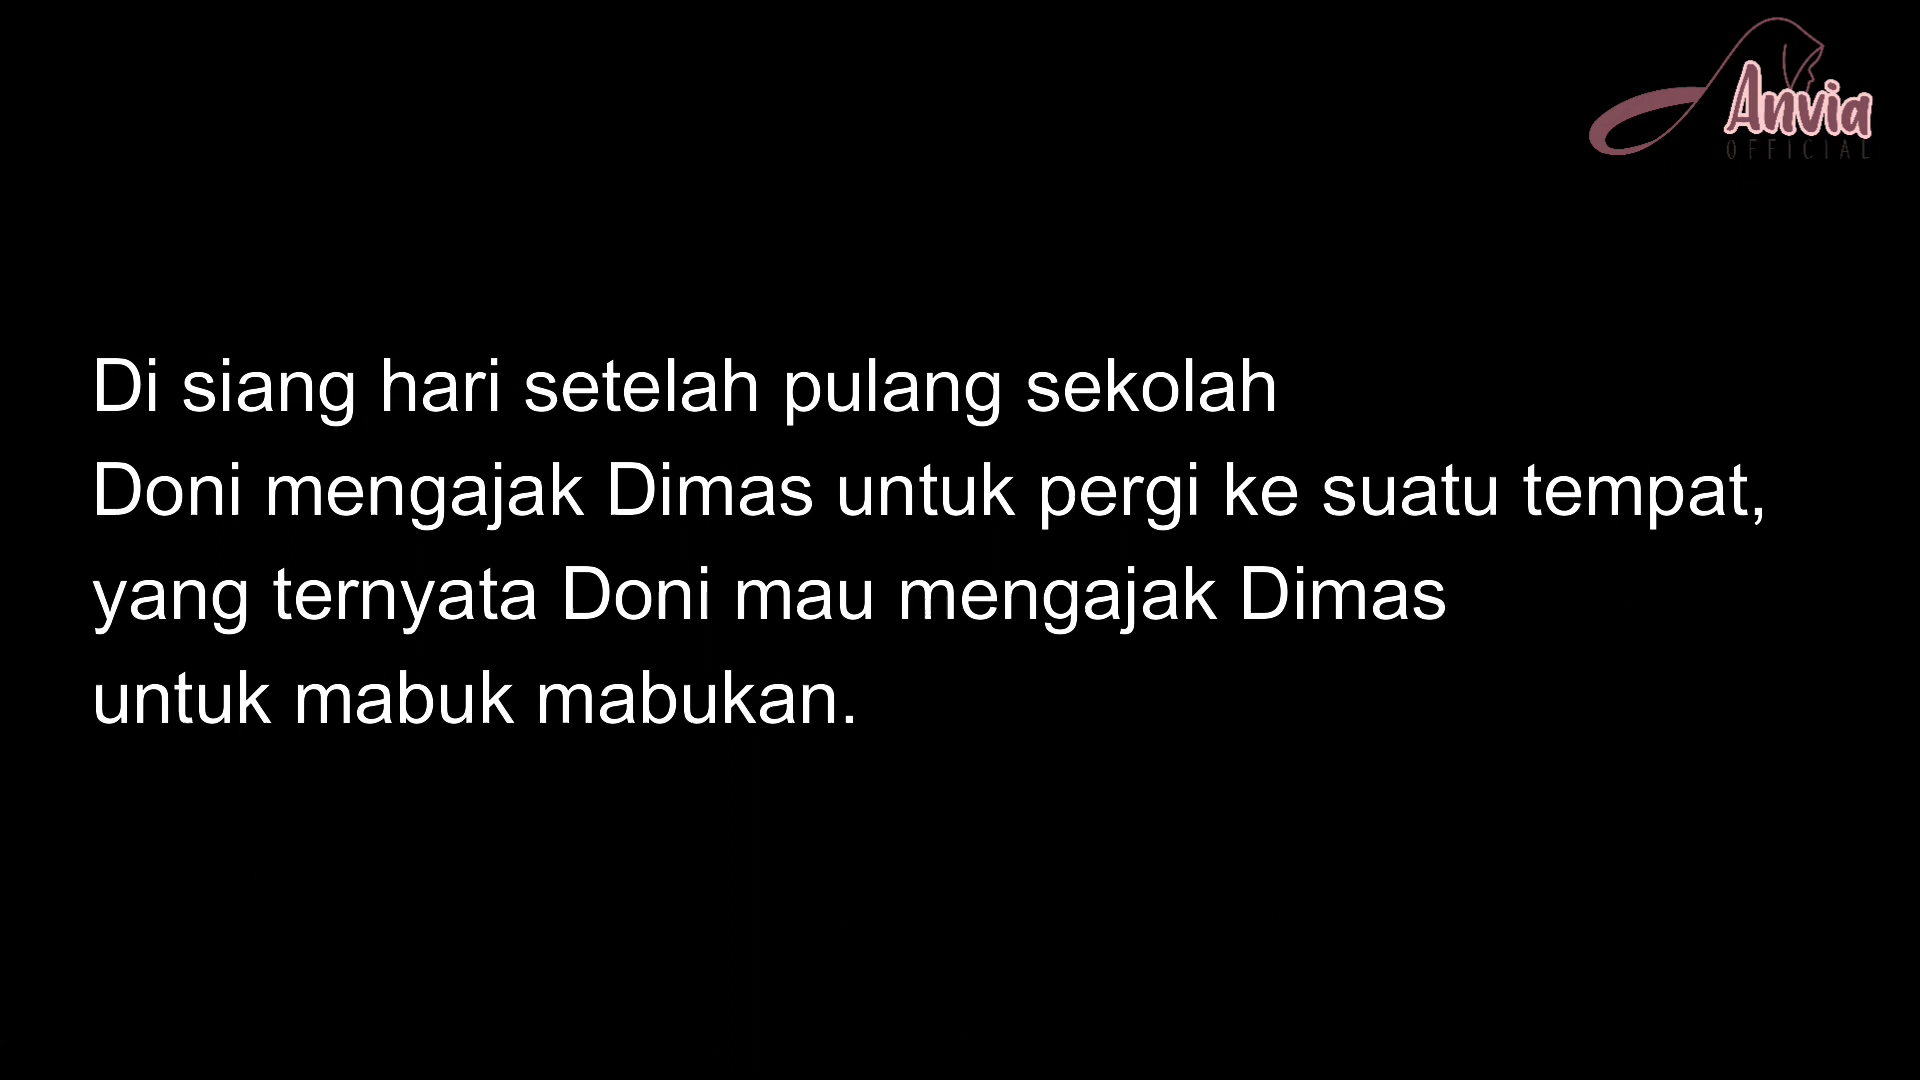 Anvia
OFFICIAL
Di siang hari setelah pulang sekolah
Doni mengajak Dimas untuk pergi ke suatu tempat,
yang ternyata Doni mau mengajak Dimas
untuk mabuk mabukan.